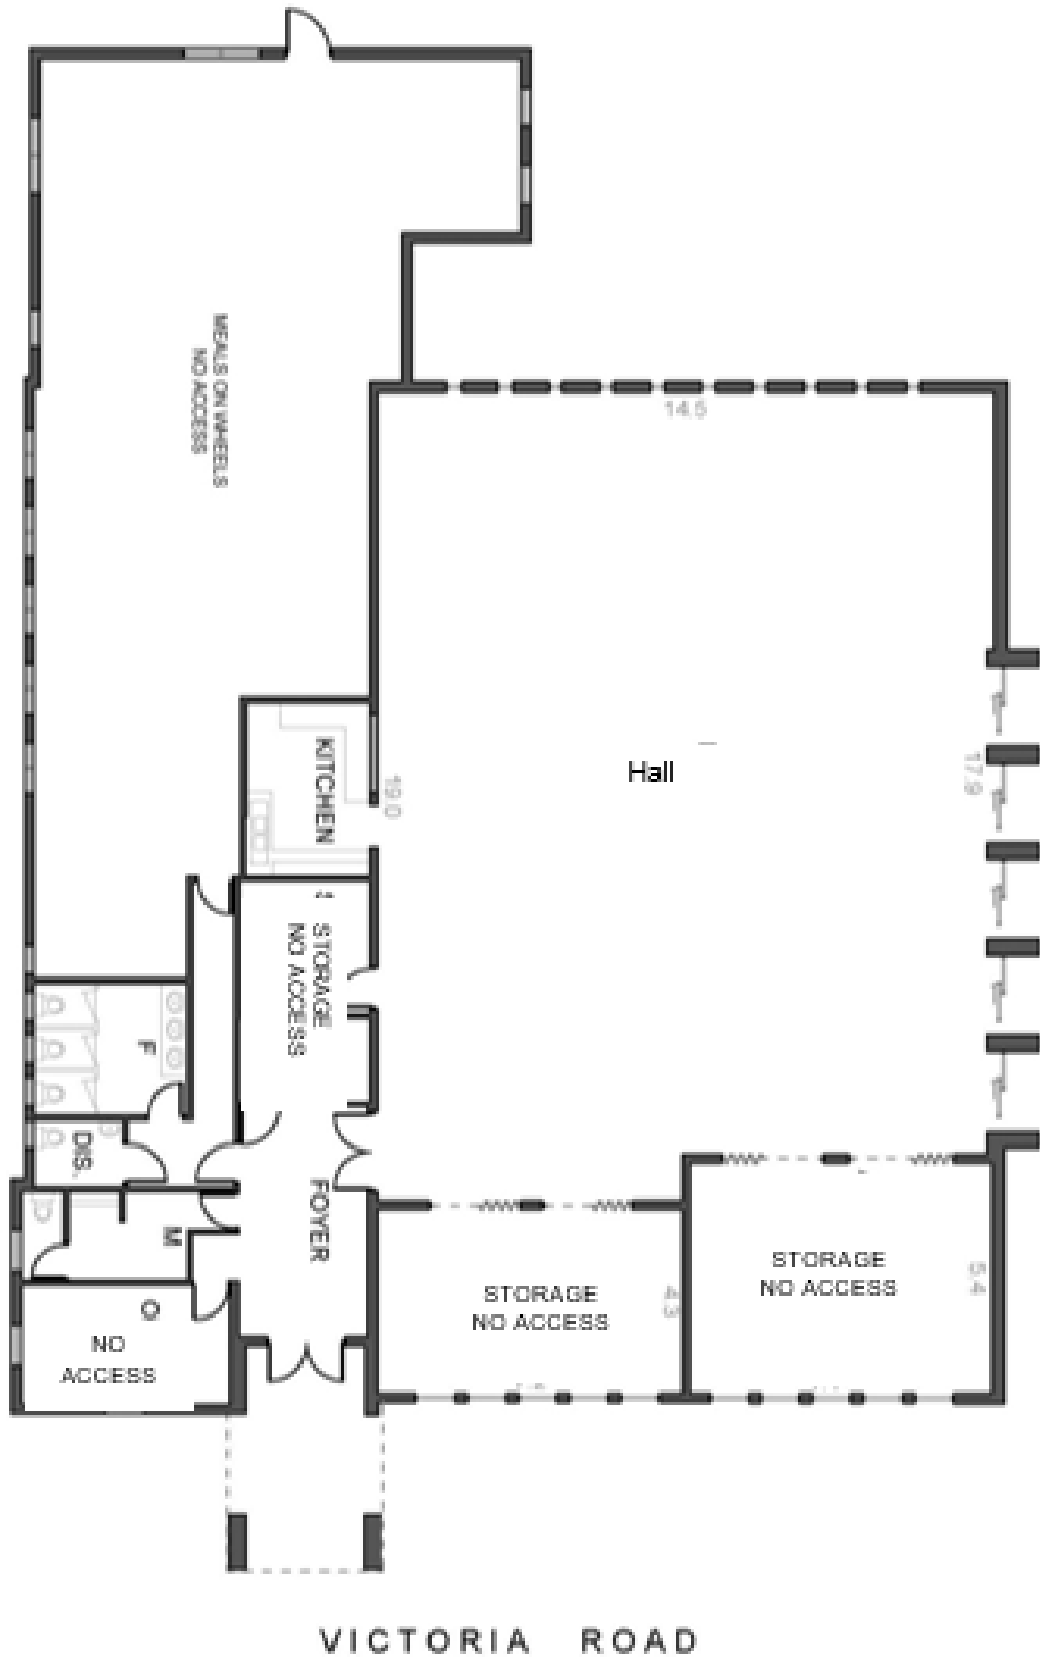 14.5
MEALS ON WHEELS
NO ACCESS
Hall
17.9
KITCHEN
19.0
STORAGE
NO ACCESS
F
DIS.
FOYER
M
STORAGE
NO ACCESS
5.4
STORAGE
NO ACCESS
4.3
NO
ACCESS
VICTORIA ROAD